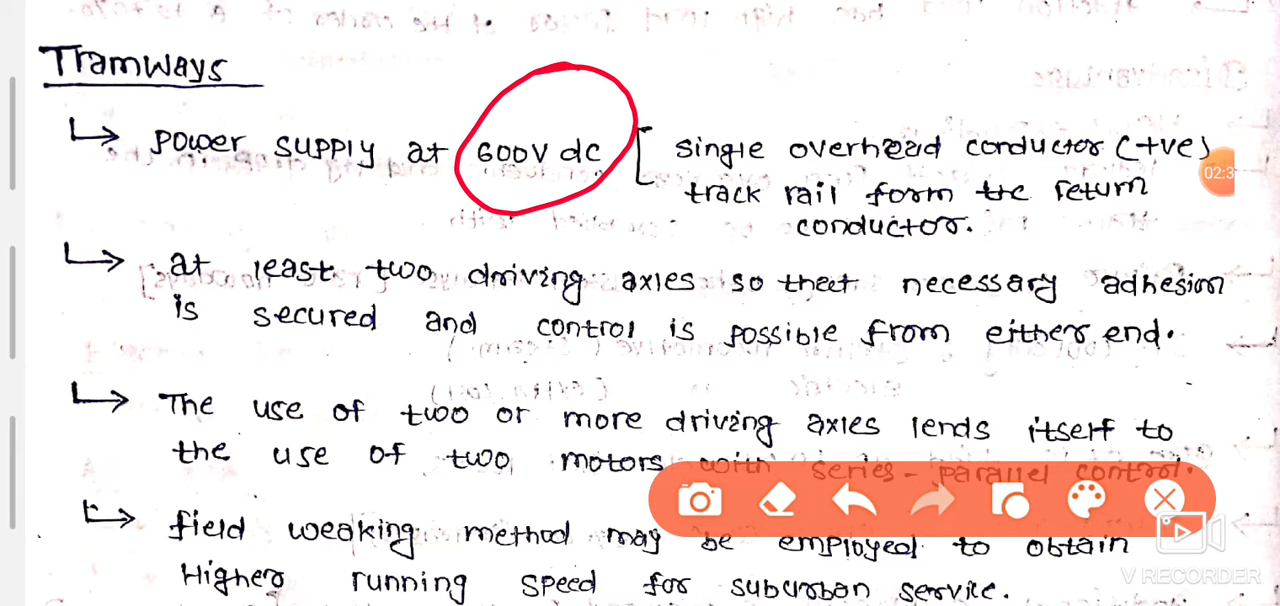 Tramways
↳ power supply at 600V dc [ single overhead conductor (+ve)
track rail form the return
conductor.
02:3
↳ at least two driving axles so that necessary adhesion
is secured and control is possible from either end.
↳ The use of two or more driving axles lends itself to
the use of two motors with series-parallel control.
↳ field weaking method may be employed to obtain
Higher running speed for suburban service.
V RECORDER